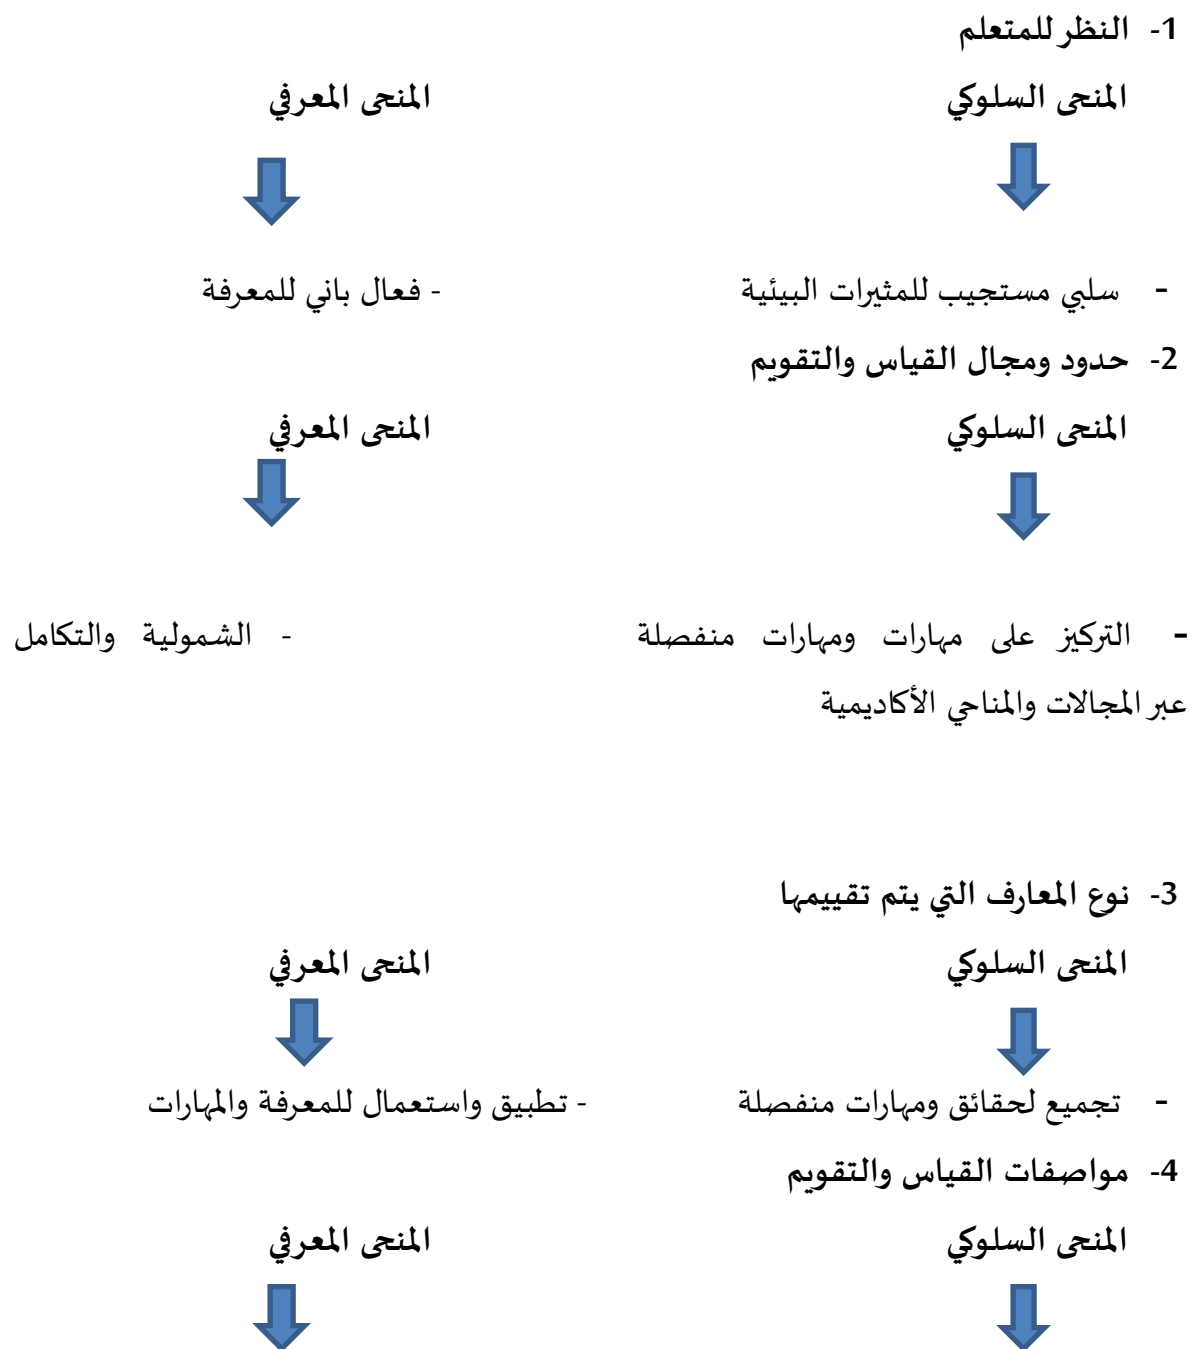 1- النظر للمتعلم
المنحى السلوكي المنحى المعرفي
- سلبي مستجيب للمثيرات البيئية - فعال باني للمعرفة
2- حدود ومجال القياس والتقويم
المنحى السلوكي المنحى المعرفي
- التركيز على مهارات ومهارات منفصلة - الشمولية والتكامل
عبر المجالات والمناحي الأكاديمية
3- نوع المعارف التي يتم تقييمها
المنحى السلوكي المنحى المعرفي
- تجميع لحقائق ومهارات منفصلة - تطبيق واستعمال للمعرفة والمهارات
4- مواصفات القياس والتقويم
المنحى السلوكي المنحى المعرفي